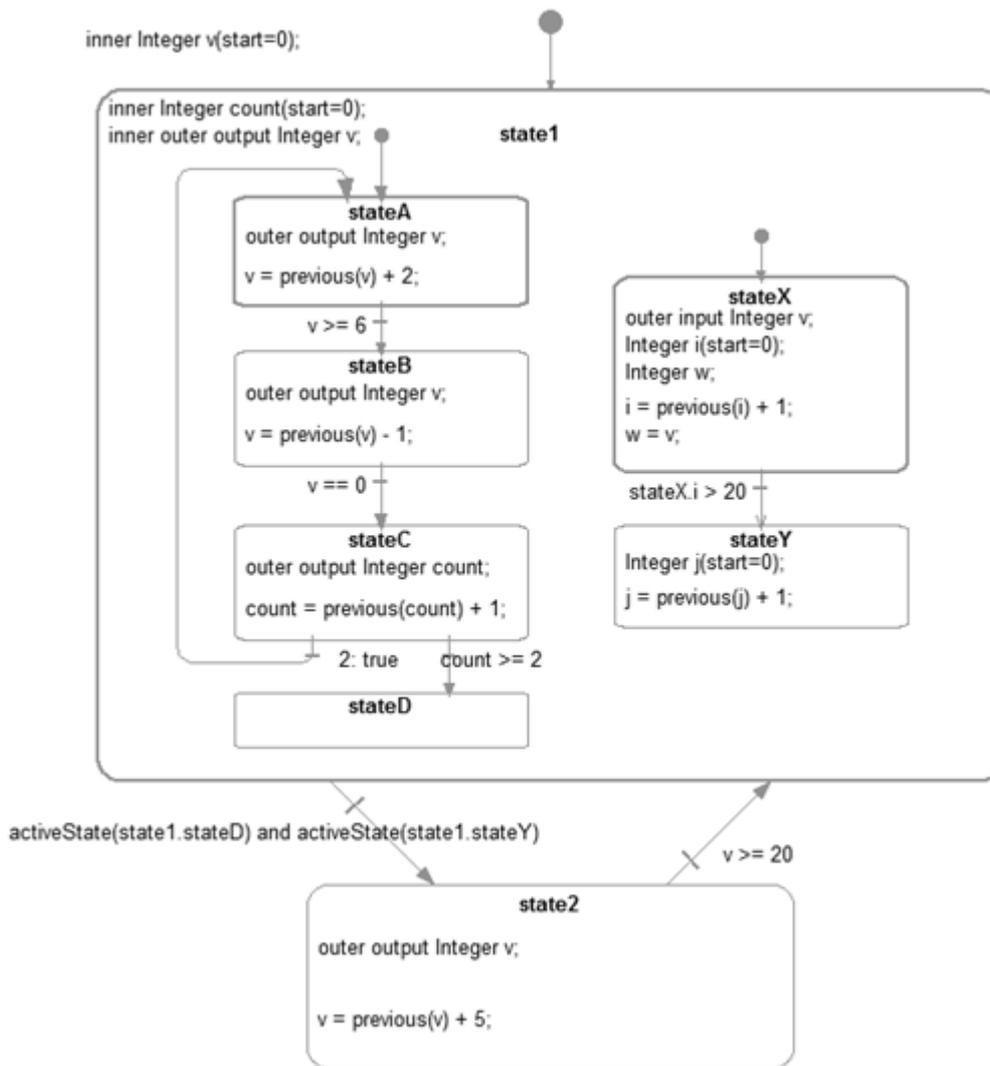 inner Integer v(start=0);
inner Integer count(start=0);
inner outer output Integer v;
state1
stateA
outer output Integer v;
v = previous(v) + 2;
v >= 6
stateB
outer output Integer v;
v = previous(v) - 1;
v == 0
stateC
outer output Integer count;
count = previous(count) + 1;
2: true
count >= 2
stateD
stateX
outer input Integer v;
Integer i(start=0);
Integer w;
i = previous(i) + 1;
w = v;
stateX.i > 20
stateY
Integer j(start=0);
j = previous(j) + 1;
activeState(state1.stateD) and activeState(state1.stateY)
v >= 20
state2
outer output Integer v;
v = previous(v) + 5;